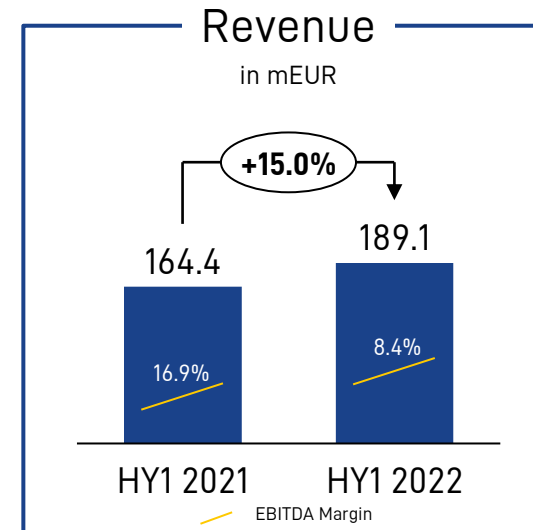 Revenue
in mEUR
+15.0%
164.4
189.1
16.9%
8.4%
HY1 2021
HY1 2022
EBITDA Margin